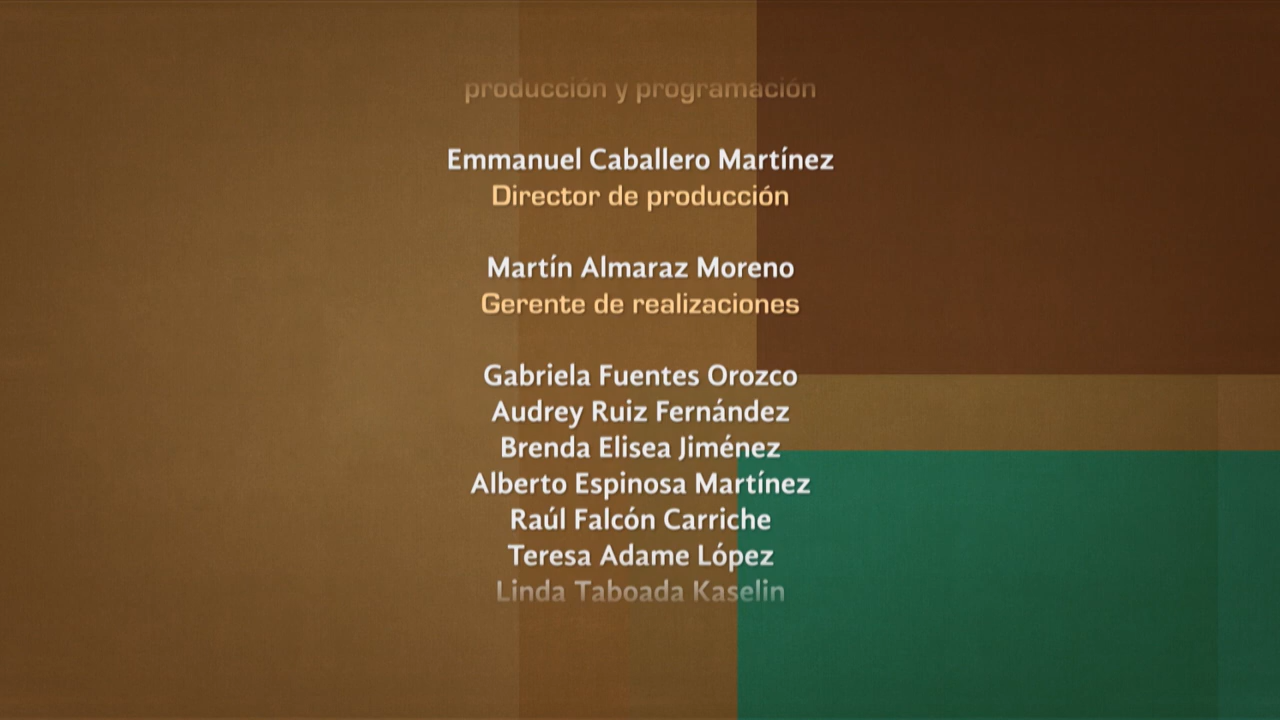 producción y programación
Emmanuel Caballero Martínez
Director de producción
Martín Almaraz Moreno
Gerente de realizaciones
Gabriela Fuentes Orozco
Audrey Ruiz Fernández
Brenda Elisea Jiménez
Alberto Espinosa Martínez
Raúl Falcón Carriche
Teresa Adame López
Linda Taboada Kaselin